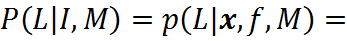 P(L|I, M) = p(L|x, f, M) =